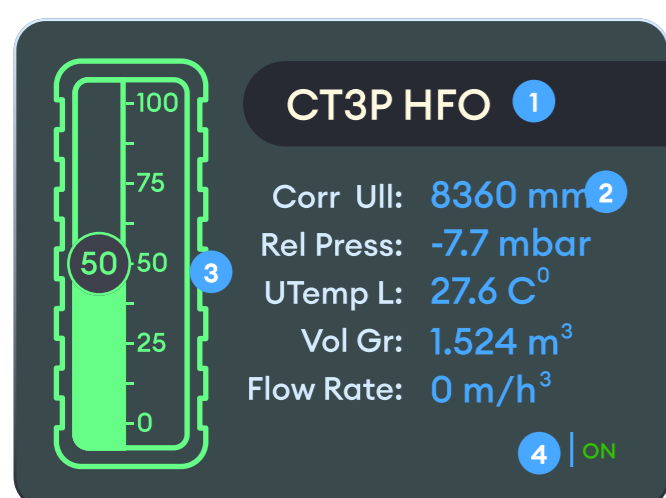 CT3P HFO 1
100
75
50
50
25
0
3
Corr Ull: 8360 mm 2
Rel Press: -7.7 mbar
UTemp L: 27.6 C⁰
Vol Gr: 1.524 m³
Flow Rate: 0 m/h³
4 ON